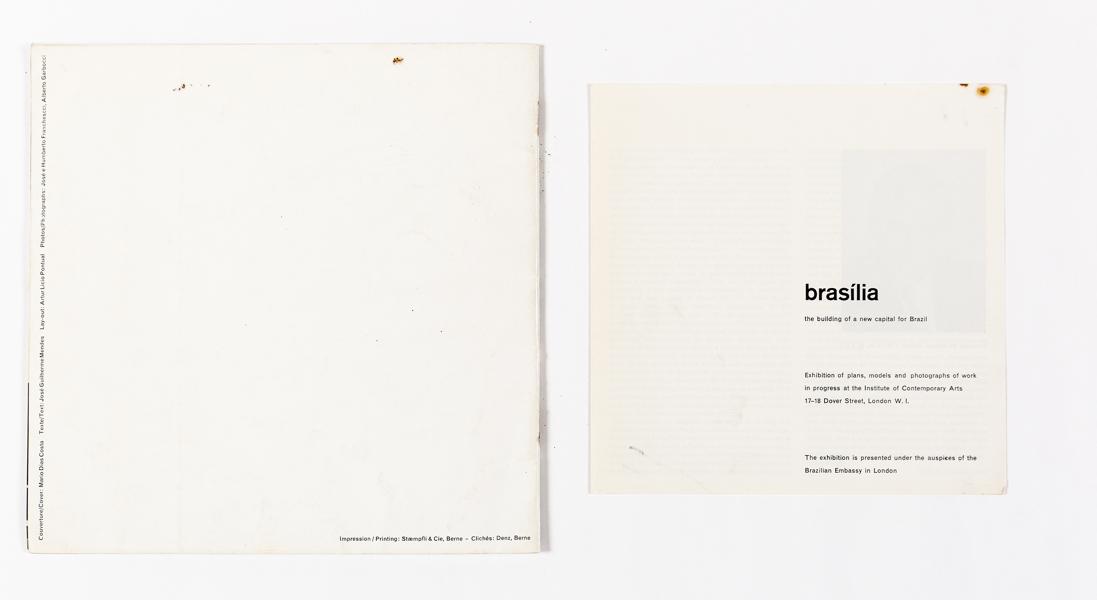 Couverture/Cover: Mario Dias Costa   Texte/Text: José Guilherme Mendes   Lay-out: Artur Licio Pontual   Photos/Photographs: José e Humberto Franchescci, Alberto Garbocci
Impression / Printing: Stæmpfli & Cie, Berne – Clichés: Denz, Berne
brasília
the building of a new capital for Brazil
Exhibition of plans, models and photographs of work
in progress at the Institute of Contemporary Arts
17–18 Dover Street, London W. I.
The exhibition is presented under the auspices of the
Brazilian Embassy in London